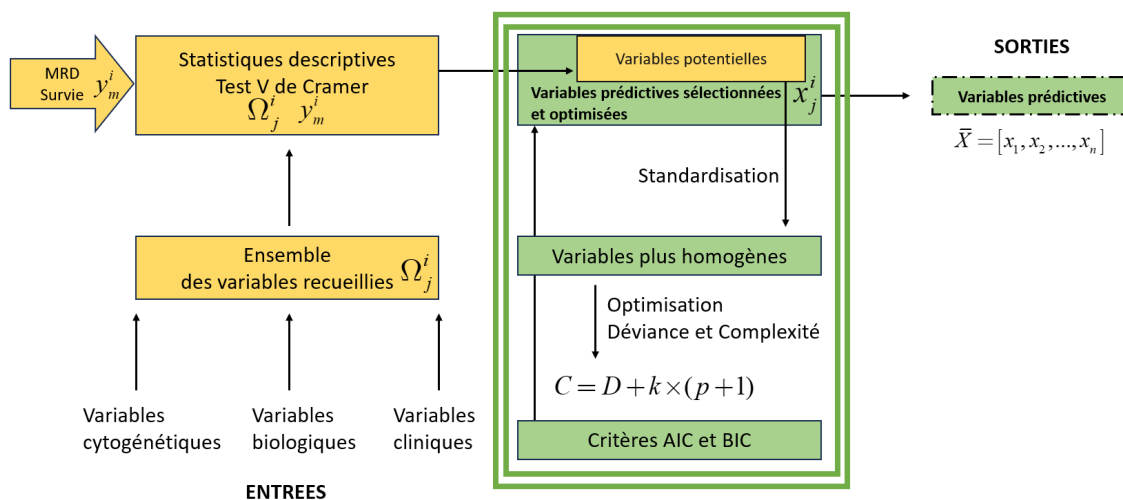 MRD
Survie
y_m^i
Statistiques descriptives
Test V de Cramer
Ω_j^i y_m^i
Ensemble
des variables recueillies Ω_j^i
Variables
cytogénétiques
Variables
biologiques
Variables
cliniques
ENTREES
Variables potentielles
Variables prédictives sélectionnées
et optimisées
x_j^i
Standardisation
Variables plus homogènes
Optimisation
Déviance et Complexité
C = D + k × (p + 1)
Critères AIC et BIC
SORTIES
Variables prédictives
X̄ = [x_1, x_2, ..., x_n]